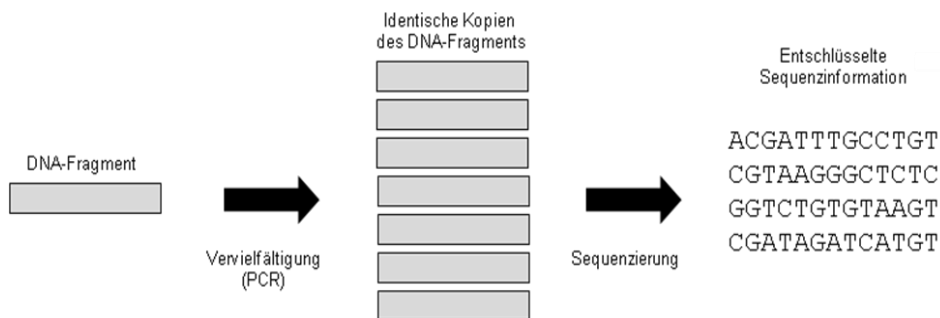 DNA-Fragment
Vervielfältigung
(PCR)
Identische Kopien
des DNA-Fragments
Sequenzierung
Entschlüsselte
Sequenzinformation
ACGATTTGCCTGT
CGTAAGGGCTCTC
GGTCTGTGTAAGT
CGATAGATCATGT